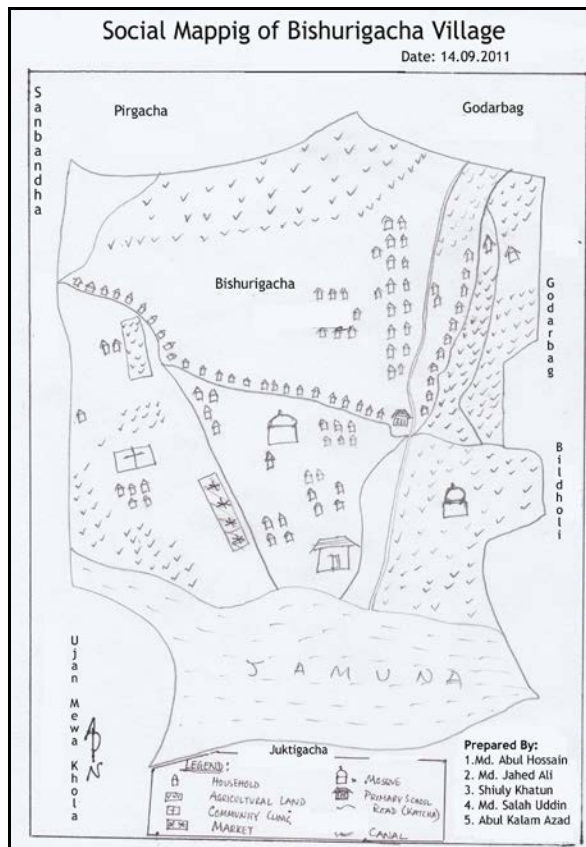 Social Mappig of Bishurigacha Village
Date: 14.09.2011
Sanbandha
Pirgacha
Godarbag
Bishurigacha
Godarbag
Bildholi
JAMUNA
Ujan Mewa Khola
N
Juktigacha
LEGEND:
HOUSEHOLD
AGRICULTURAL LAND
COMMUNITY CLINIC
MARKET
MOSQUE
PRIMARY SCHOOL
ROAD (KATCHA)
CANAL
Prepared By:
1.Md. Abul Hossain
2. Md. Jahed Ali
3. Shiuly Khatun
4. Md. Salah Uddin
5. Abul Kalam Azad